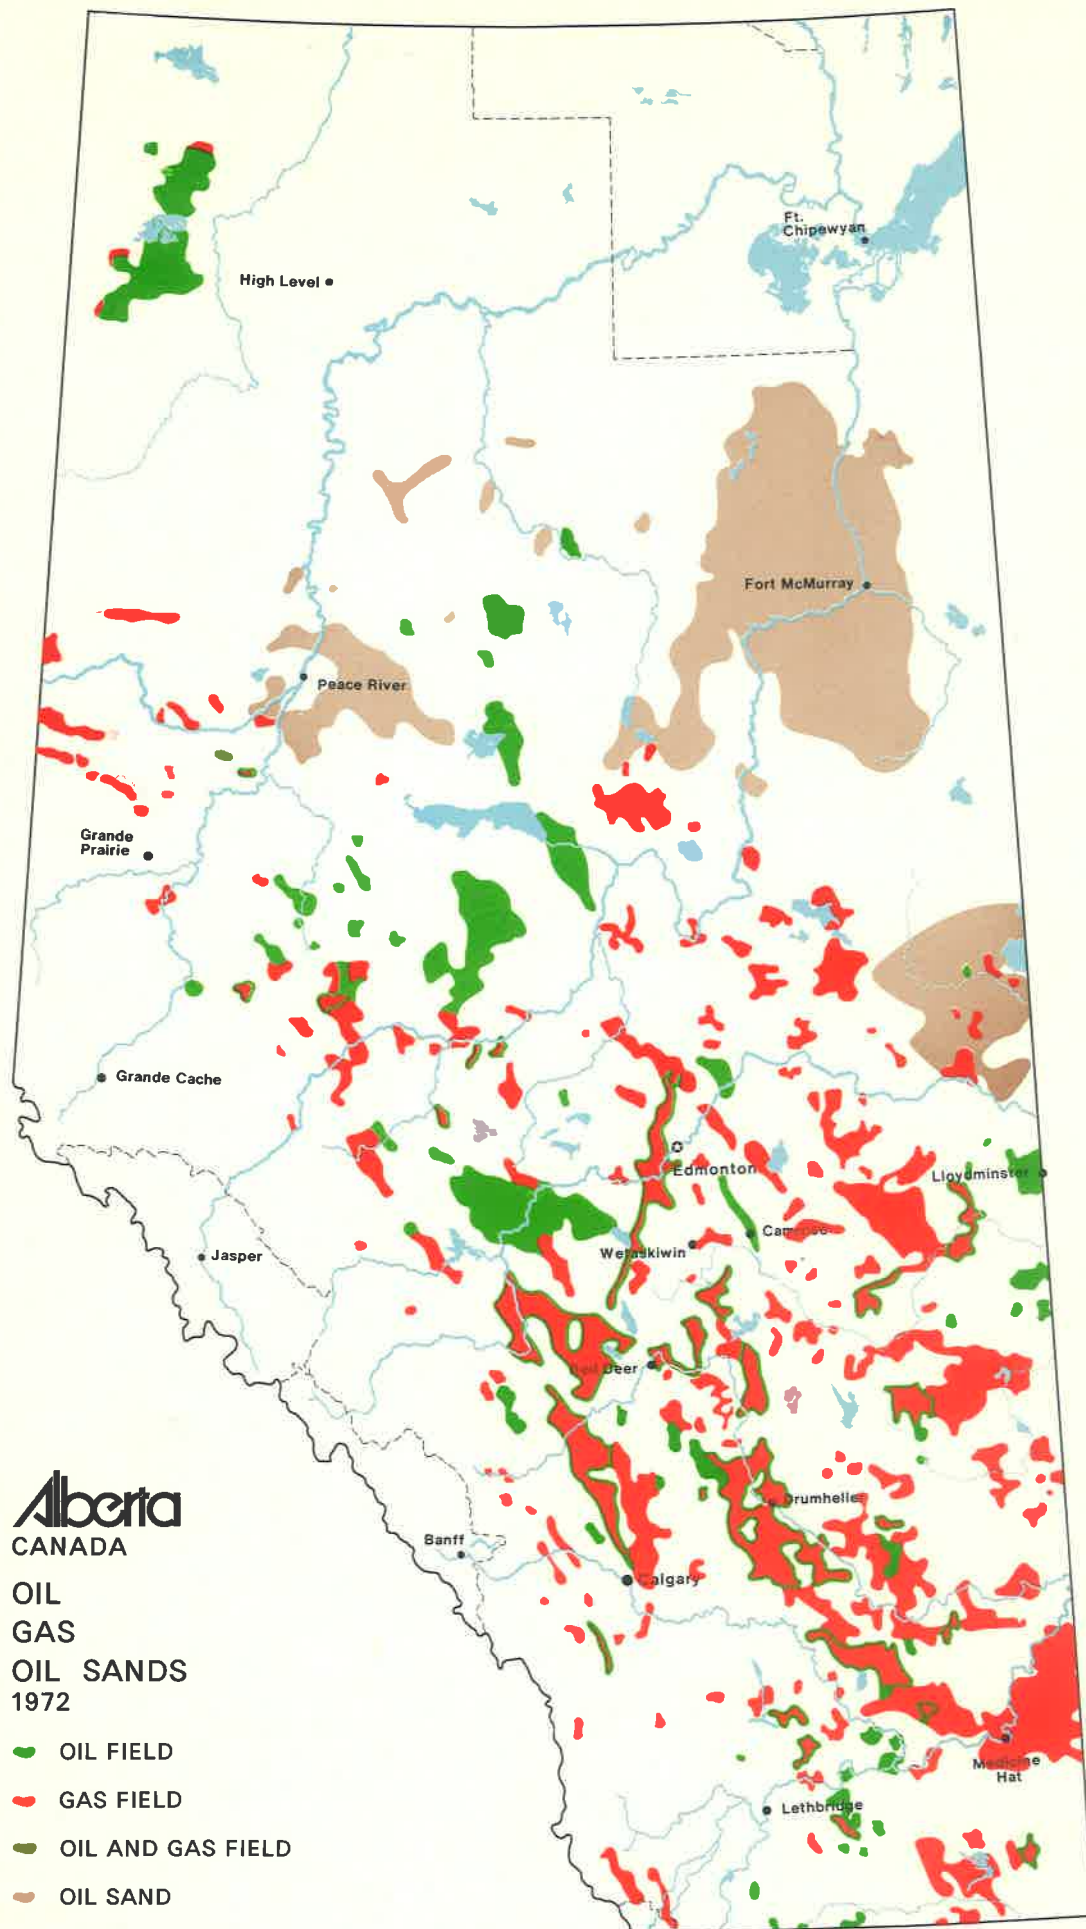 Ft.
Chipewyan
High Level
Fort McMurray
Peace River
Grande
Prairie
Grande Cache
Edmonton
Lloydminster
Camrose
Wetaskiwin
Jasper
Red Deer
Drumheller
Banff
Calgary
Medicine
Hat
Lethbridge
Alberta
CANADA
OIL
GAS
OIL SANDS
1972
OIL FIELD
GAS FIELD
OIL AND GAS FIELD
OIL SAND